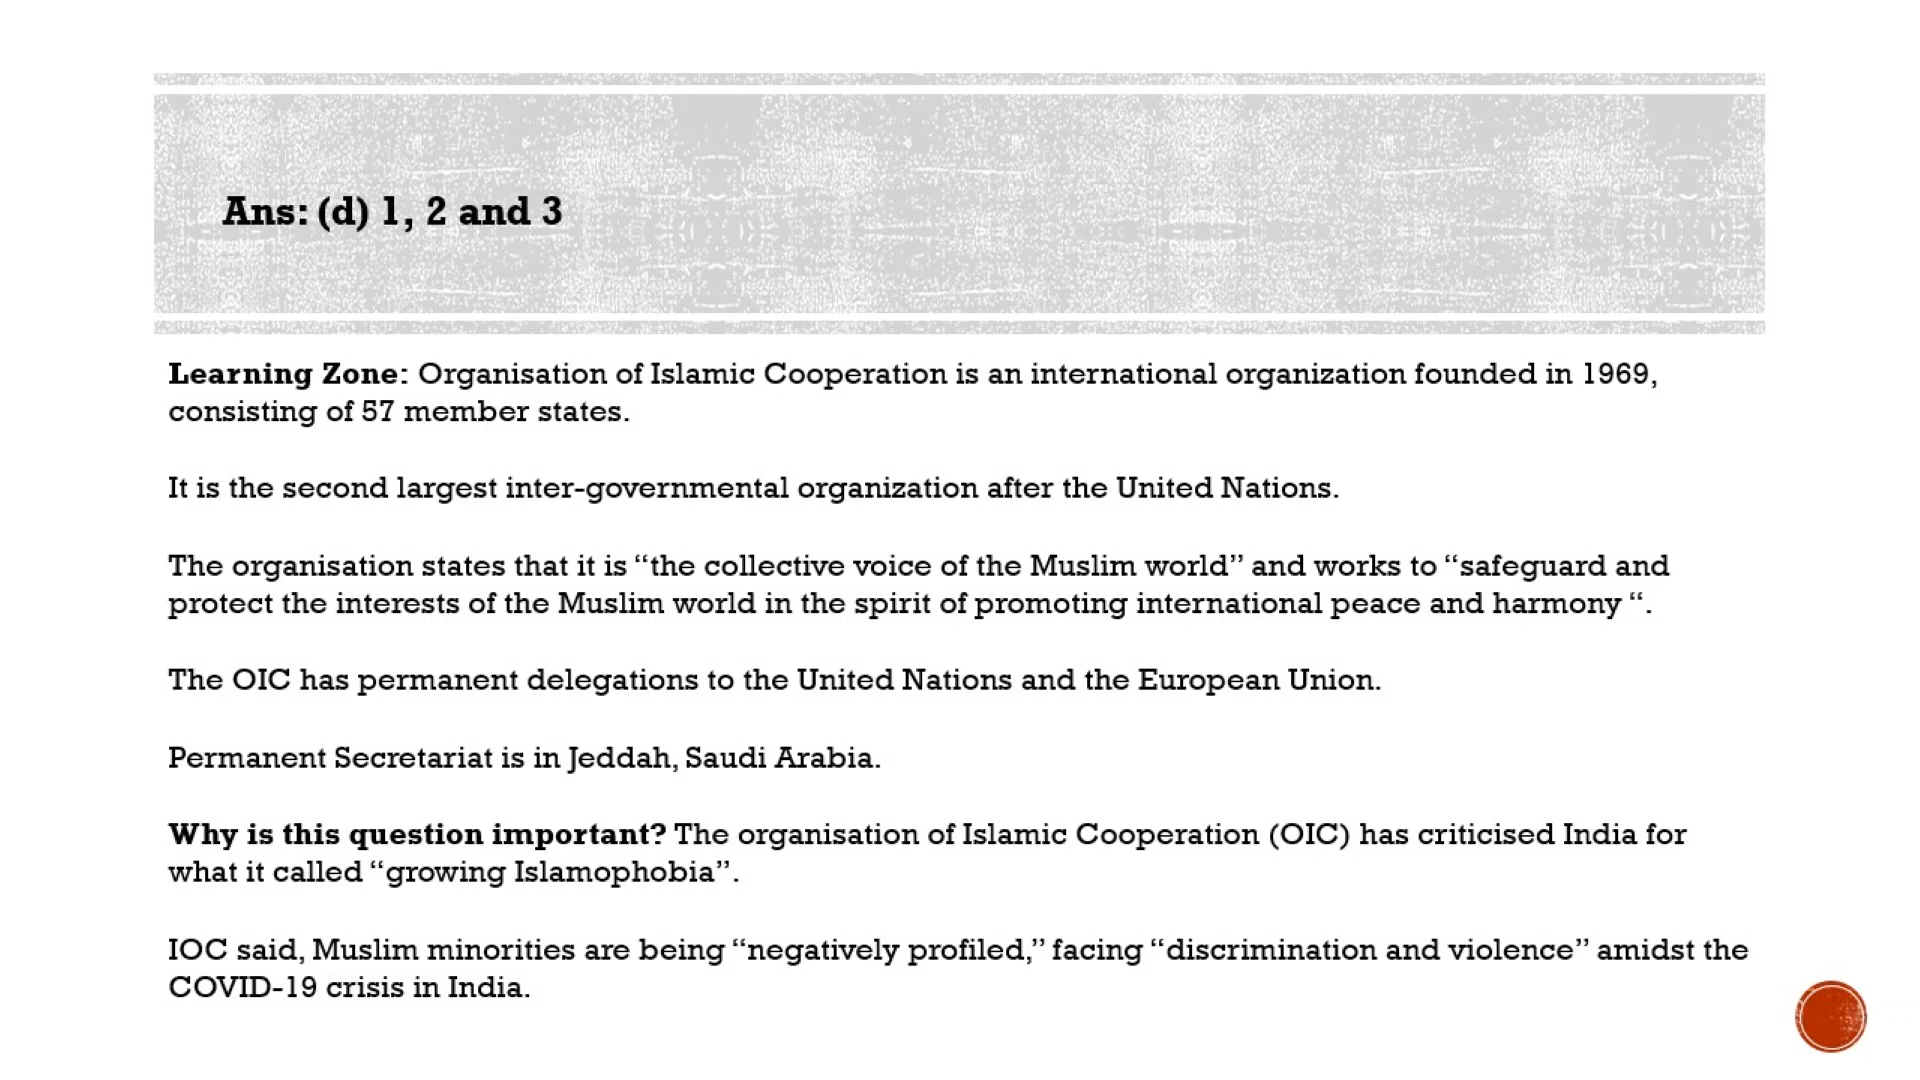 Ans: (d) 1, 2 and 3
Learning Zone: Organisation of Islamic Cooperation is an international organization founded in 1969,
consisting of 57 member states.
It is the second largest inter-governmental organization after the United Nations.
The organisation states that it is “the collective voice of the Muslim world” and works to “safeguard and
protect the interests of the Muslim world in the spirit of promoting international peace and harmony “.
The OIC has permanent delegations to the United Nations and the European Union.
Permanent Secretariat is in Jeddah, Saudi Arabia.
Why is this question important? The organisation of Islamic Cooperation (OIC) has criticised India for
what it called “growing Islamophobia”.
IOC said, Muslim minorities are being “negatively profiled,” facing “discrimination and violence” amidst the
COVID-19 crisis in India.